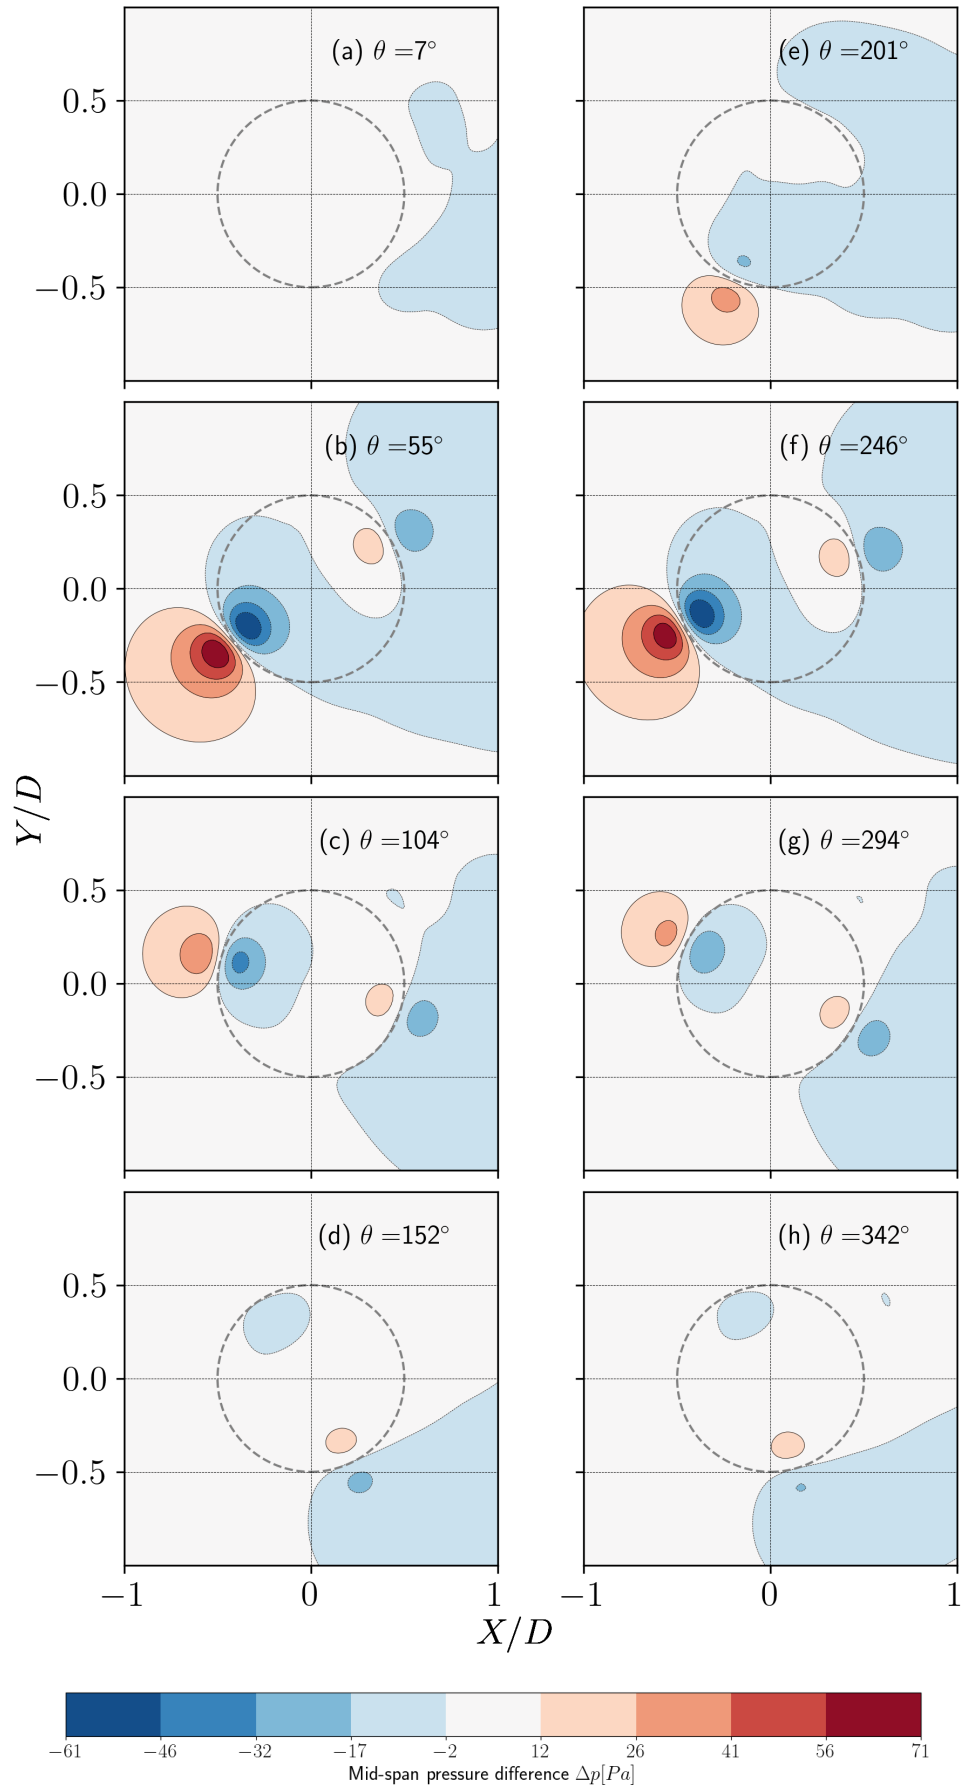 (a) θ =7°
(e) θ =201°
0.5
0.0
−0.5
(b) θ =55°
(f) θ =246°
0.5
0.0
−0.5
Y/D
(c) θ =104°
(g) θ =294°
0.5
0.0
−0.5
(d) θ =152°
(h) θ =342°
0.5
0.0
−0.5
−1 0 1 −1 0 1
X/D
−61 −46 −32 −17 −2 12 26 41 56 71
Mid-span pressure difference Δp[Pa]